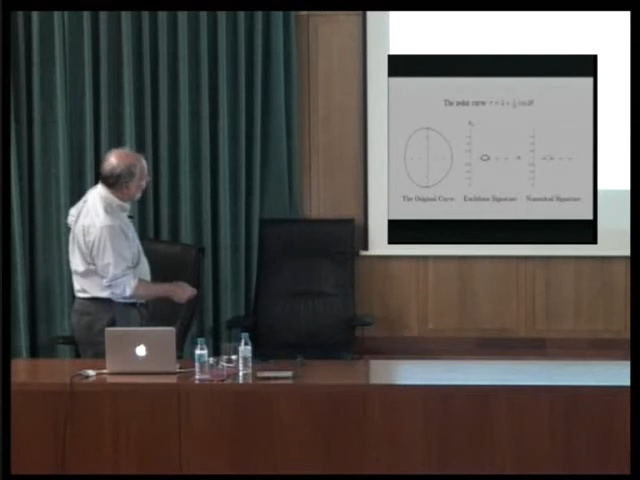 The polar curve r =
The Original Curve Euclidean Signature Numerical Signature